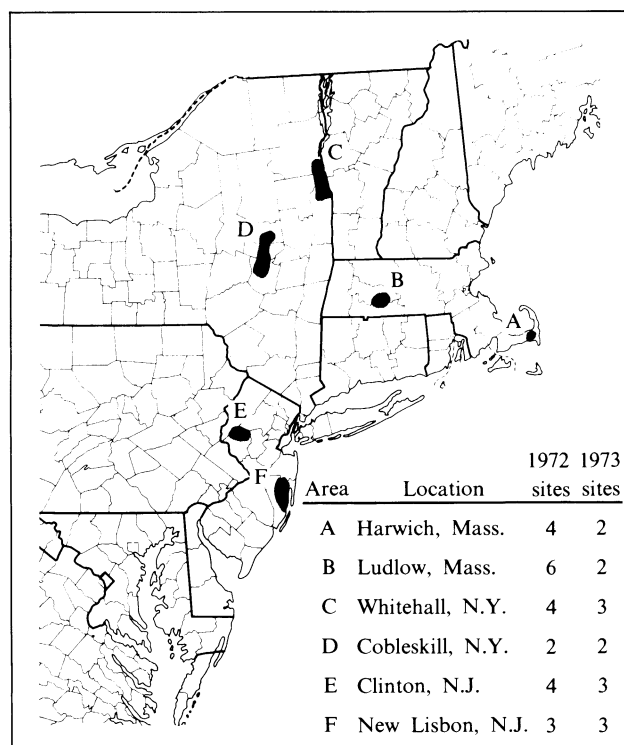 C
D
B
A
E
F
1972 1973
Area Location sites sites
A Harwich, Mass. 4 2
B Ludlow, Mass. 6 2
C Whitehall, N.Y. 4 3
D Cobleskill, N.Y. 2 2
E Clinton, N.J. 4 3
F New Lisbon, N.J. 3 3